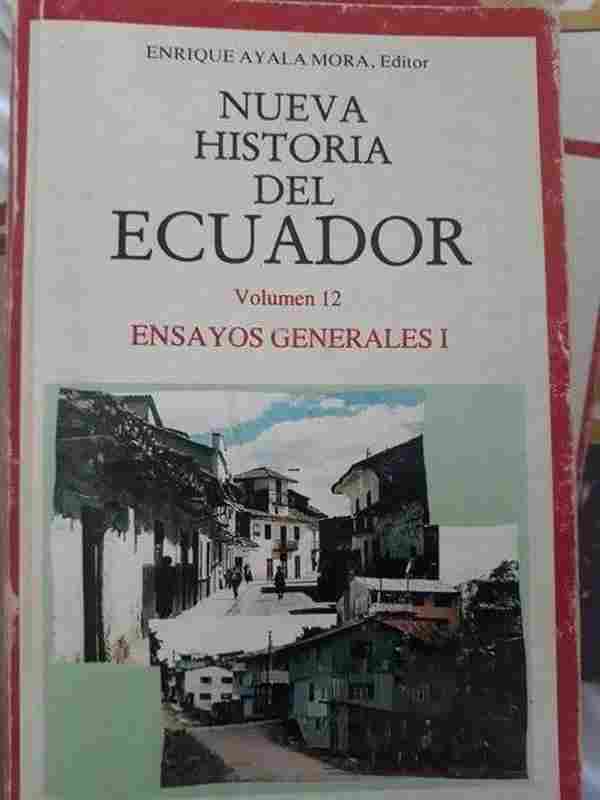 ENRIQUE AYALA MORA, Editor
NUEVA
HISTORIA
DEL
ECUADOR
Volumen 12
ENSAYOS GENERALES I